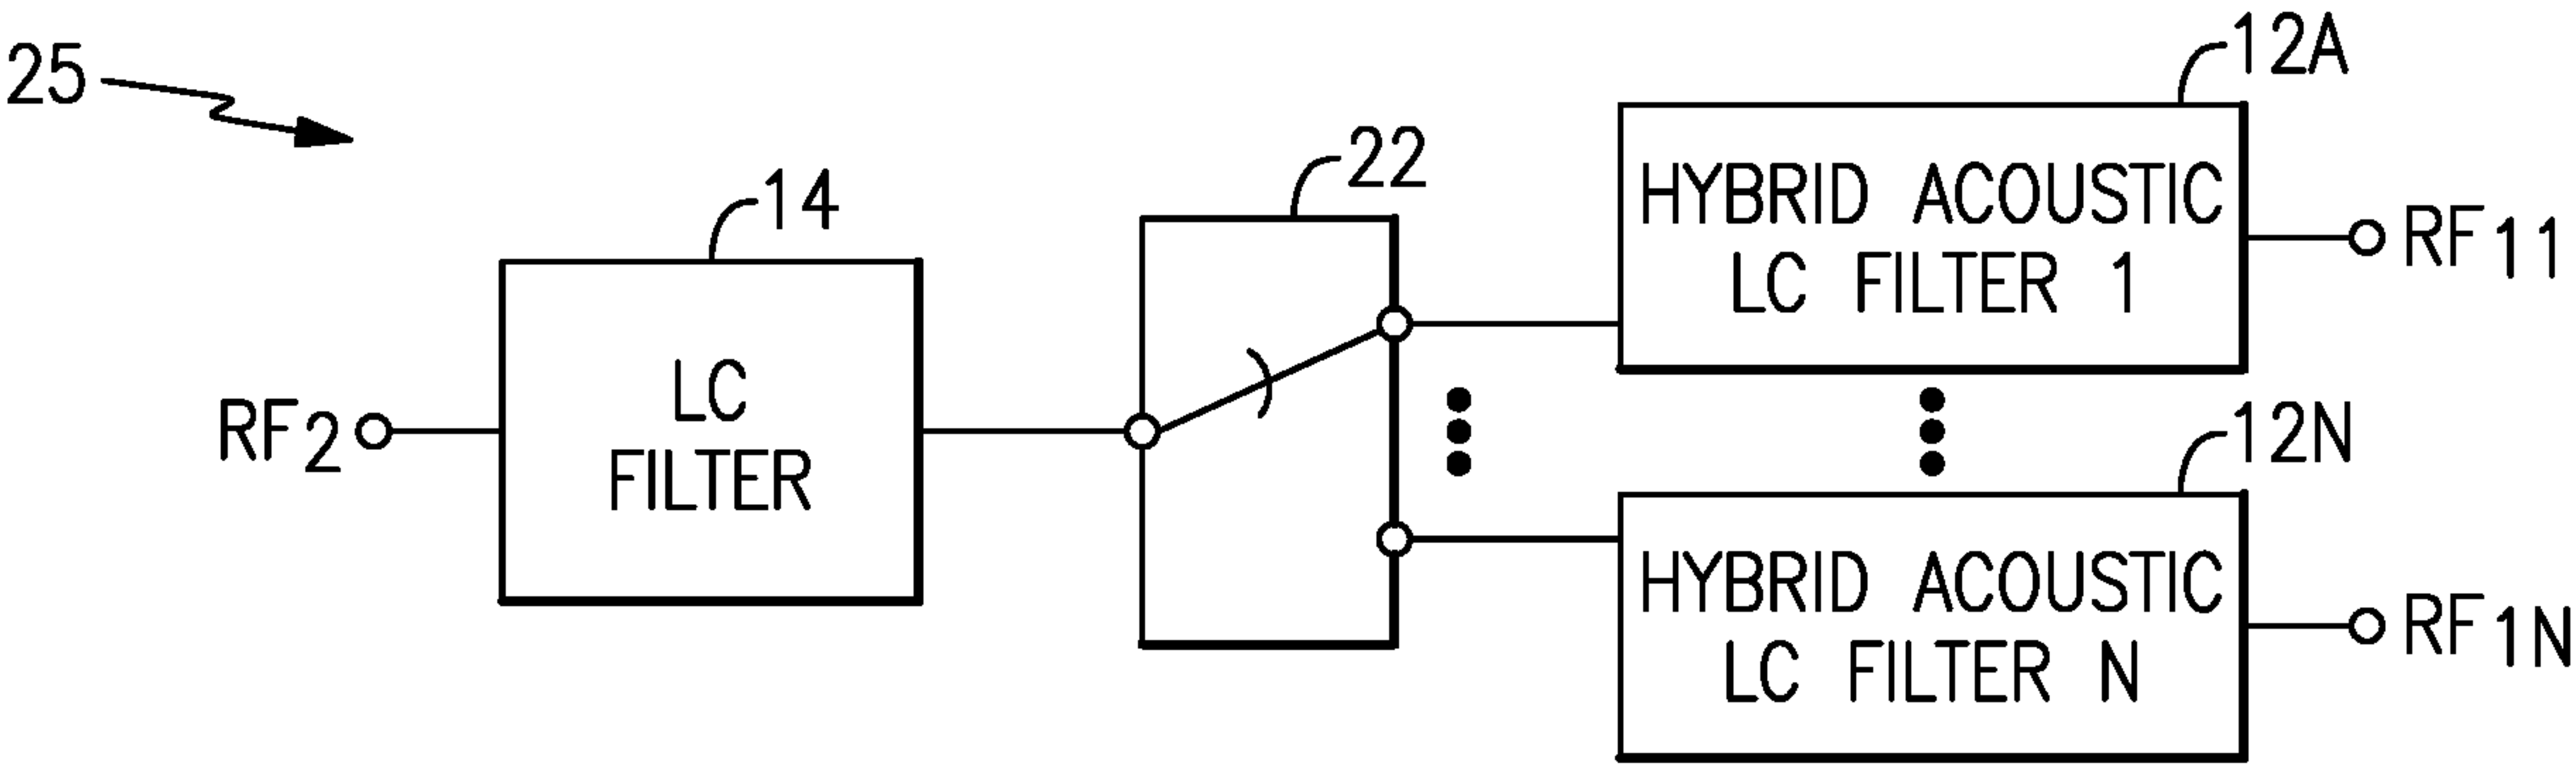 25
14
22
12A
HYBRID ACOUSTIC
LC FILTER 1
RF11
RF2
LC
FILTER
12N
HYBRID ACOUSTIC
LC FILTER N
RF1N